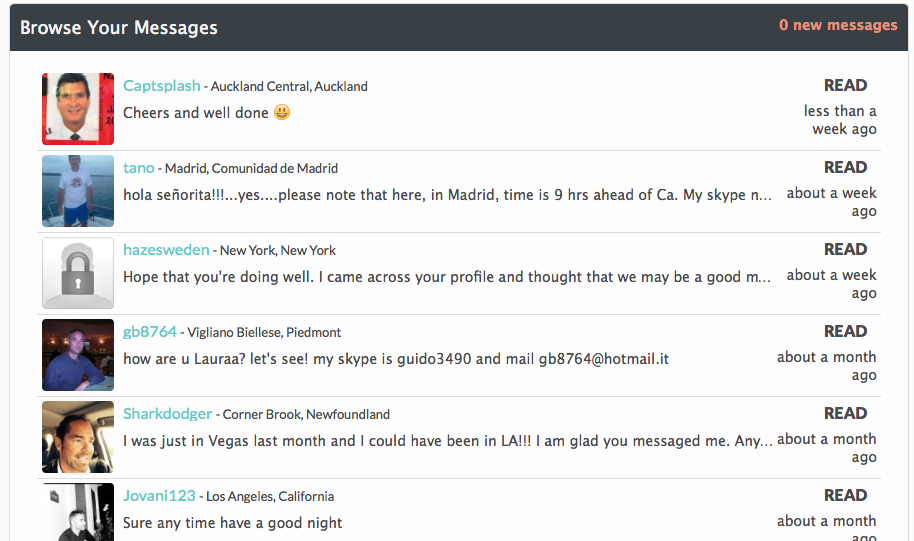 Browse Your Messages
0 new messages
Captsplash - Auckland Central, Auckland
READ
Cheers and well done 😃
less than a
week ago
tano - Madrid, Comunidad de Madrid
READ
hola señorita!!!...yes....please note that here, in Madrid, time is 9 hrs ahead of Ca. My skype n...
about a week
ago
hazesweden - New York, New York
READ
Hope that you're doing well. I came across your profile and thought that we may be a good m...
about a week
ago
gb8764 - Vigliano Biellese, Piedmont
READ
how are u Lauraa? let's see! my skype is guido3490 and mail gb8764@hotmail.it
about a month
ago
Sharkdodger - Corner Brook, Newfoundland
READ
I was just in Vegas last month and I could have been in LA!!! I am glad you messaged me. Any...
about a month
ago
Jovani123 - Los Angeles, California
READ
Sure any time have a good night
about a month
ago